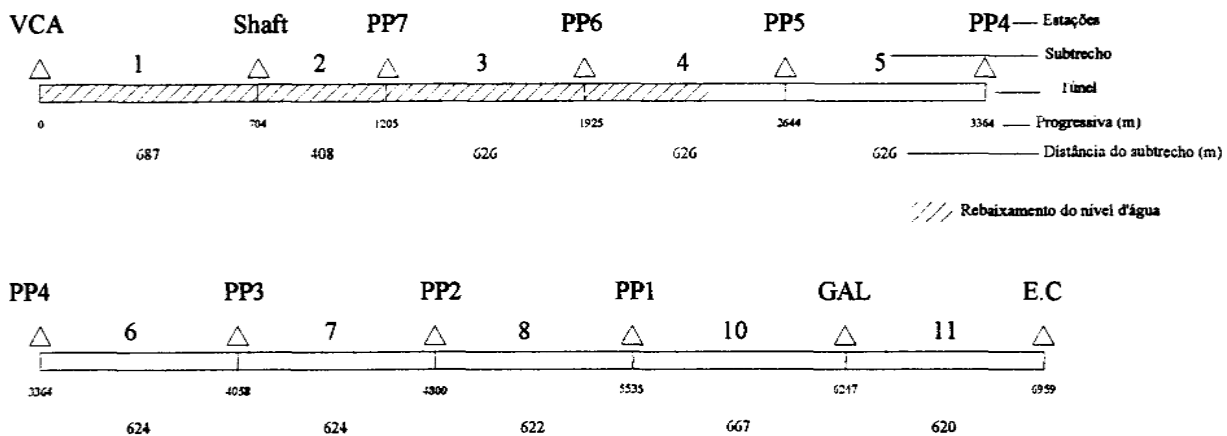 VCA Shaft PP7 PP6 PP5 PP4 Estações
1 2 3 4 5 Subtrecho
Túnel
0 704 1205 1925 2644 3364 Progressiva (m)
687 408 626 626 626 Distância do subtrecho (m)
Rebaixamento do nível d'água
PP4 PP3 PP2 PP1 GAL E.C
6 7 8 10 11
3364 4058 4800 5535 6247 6959
624 624 622 667 620